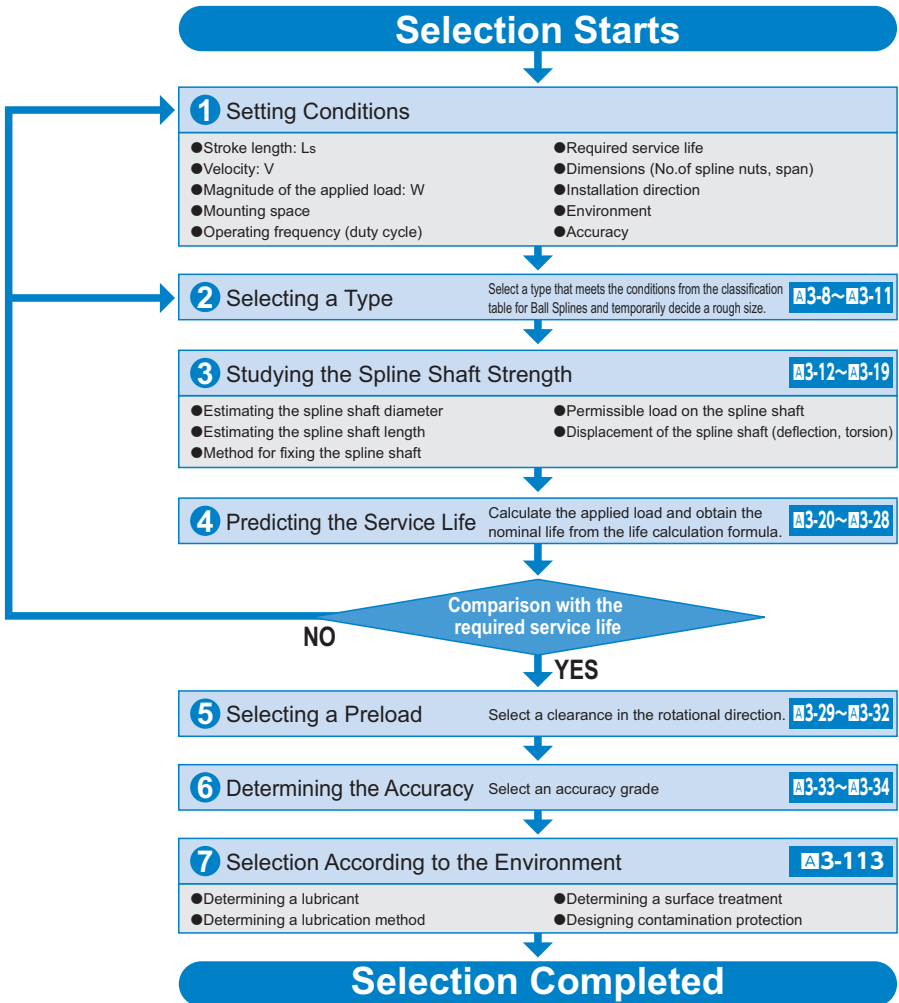 Selection Starts
1 Setting Conditions
●Stroke length: Ls
●Velocity: V
●Magnitude of the applied load: W
●Mounting space
●Operating frequency (duty cycle)
●Required service life
●Dimensions (No.of spline nuts, span)
●Installation direction
●Environment
●Accuracy
2 Selecting a Type
Select a type that meets the conditions from the classification
table for Ball Splines and temporarily decide a rough size.
A3-8~A3-11
3 Studying the Spline Shaft Strength
A3-12~A3-19
●Estimating the spline shaft diameter
●Estimating the spline shaft length
●Method for fixing the spline shaft
●Permissible load on the spline shaft
●Displacement of the spline shaft (deflection, torsion)
4 Predicting the Service Life
Calculate the applied load and obtain the
nominal life from the life calculation formula.
A3-20~A3-28
Comparison with the
required service life
NO
YES
5 Selecting a Preload
Select a clearance in the rotational direction.
A3-29~A3-32
6 Determining the Accuracy
Select an accuracy grade
A3-33~A3-34
7 Selection According to the Environment
A3-113
●Determining a lubricant
●Determining a lubrication method
●Determining a surface treatment
●Designing contamination protection
Selection Completed